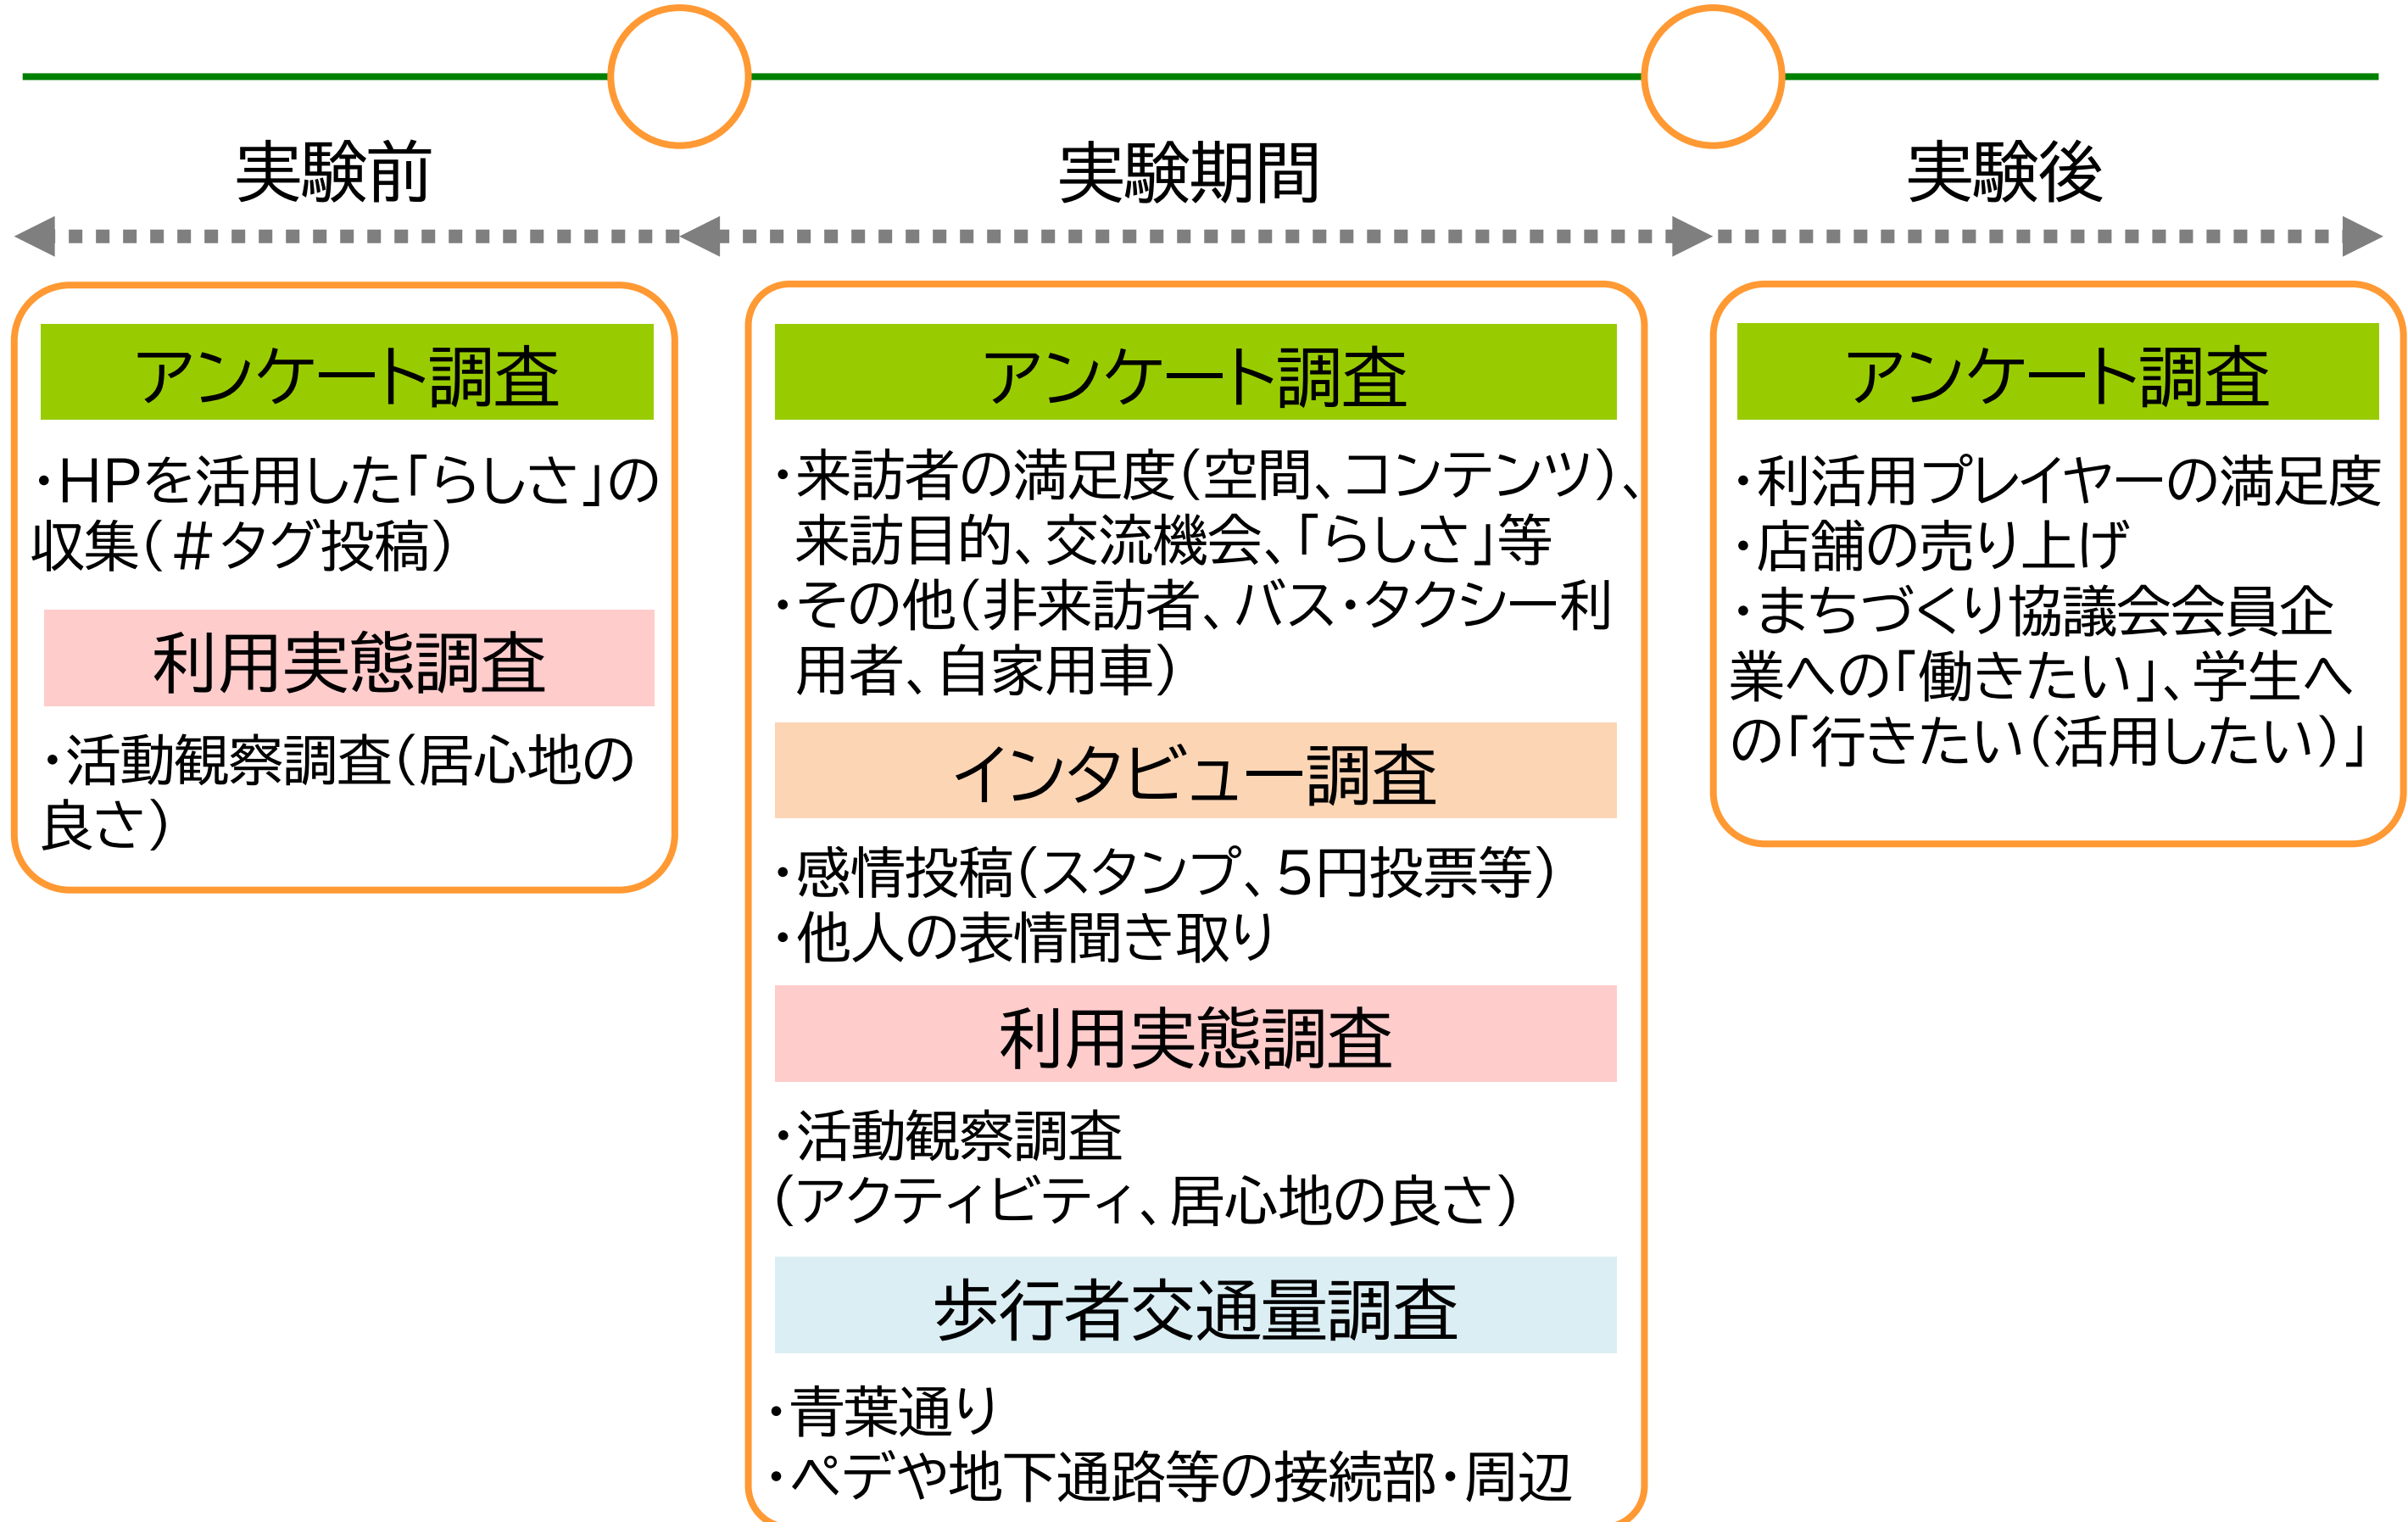 実験前
実験期間
実験後
アンケート調査
・HPを活用した「らしさ」の
収集（＃タグ投稿）
利用実態調査
・活動観察調査（居心地の
良さ）
アンケート調査
・来訪者の満足度（空間、コンテンツ）、
来訪目的、交流機会、「らしさ」等
・その他（非来訪者、バス・タクシー利
用者、自家用車）
インタビュー調査
・感情投稿（スタンプ、５円投票等）
・他人の表情聞き取り
利用実態調査
・活動観察調査
（アクティビティ、居心地の良さ）
歩行者交通量調査
・青葉通り
・ペデや地下通路等の接続部・周辺
アンケート調査
・利活用プレイヤーの満足度
・店舗の売り上げ
・まちづくり協議会会員企
業への「働きたい」、学生へ
の「行きたい（活用したい）」